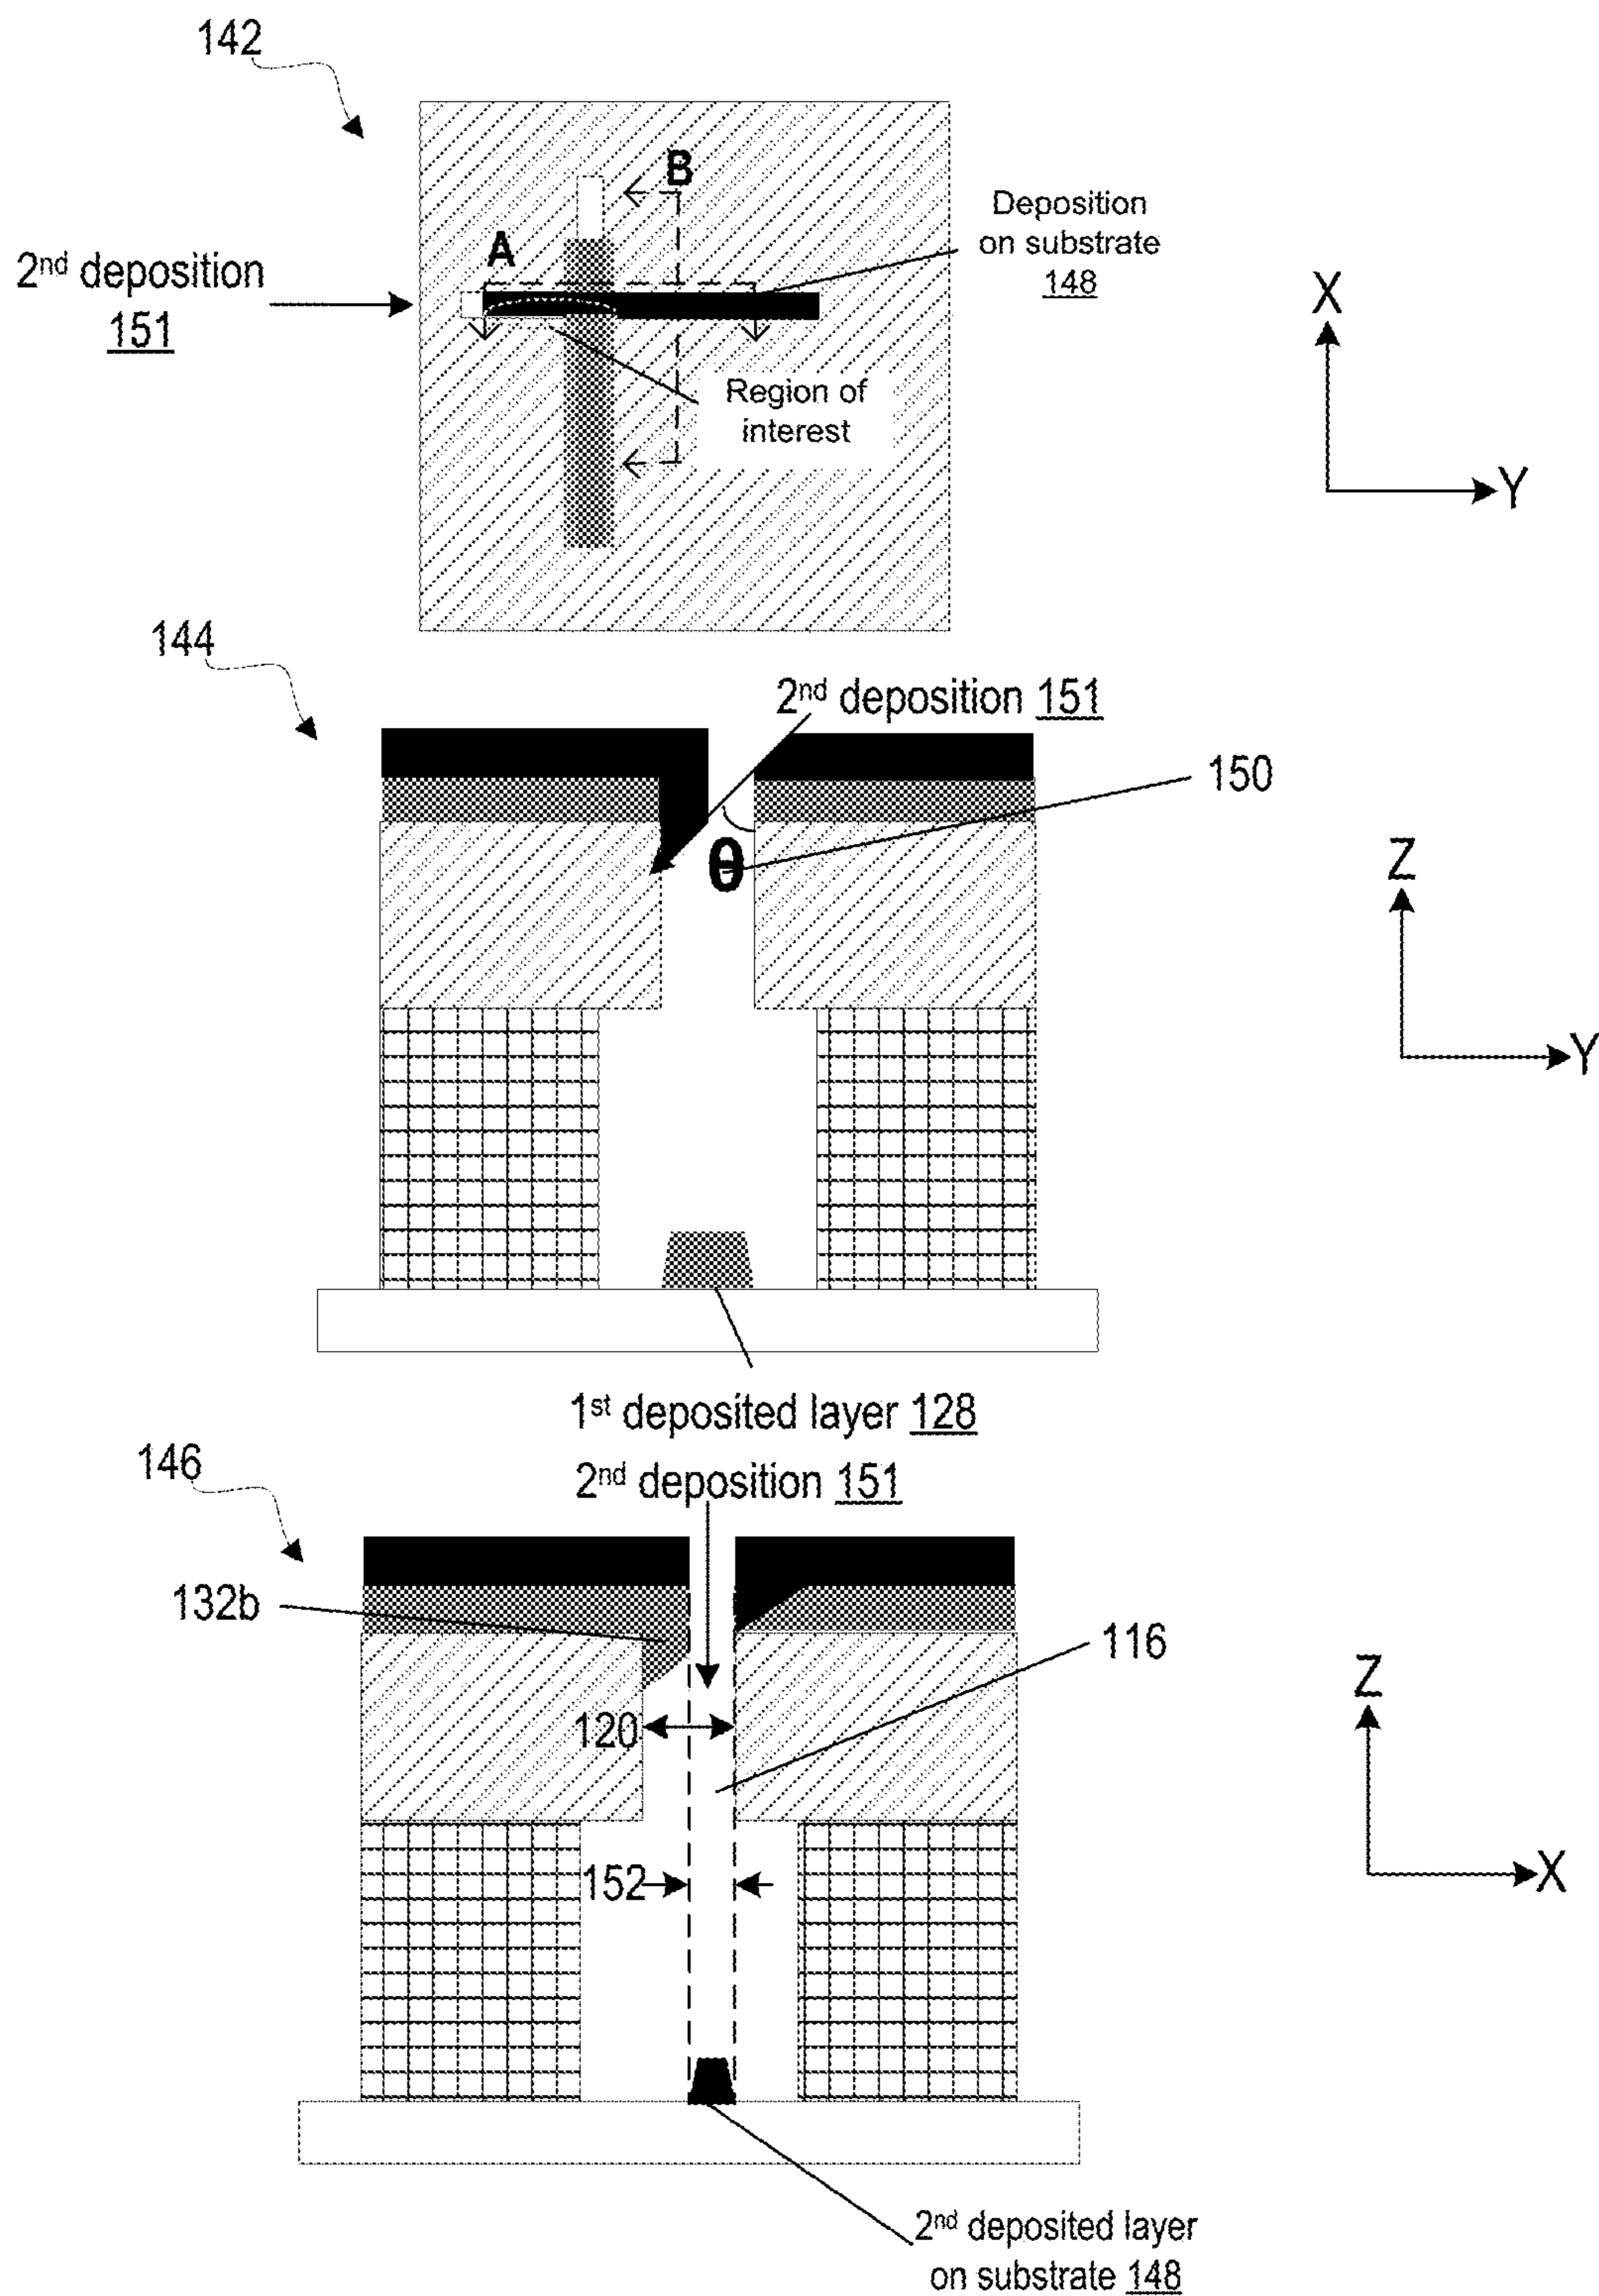 142
B
Deposition
on substrate
148
A
2nd deposition
151
X
Y
Region of
interest
144
2nd deposition 151
150
θ
Z
Y
1st deposited layer 128
146
2nd deposition 151
132b
116
120
Z
X
152
2nd deposited layer
on substrate 148